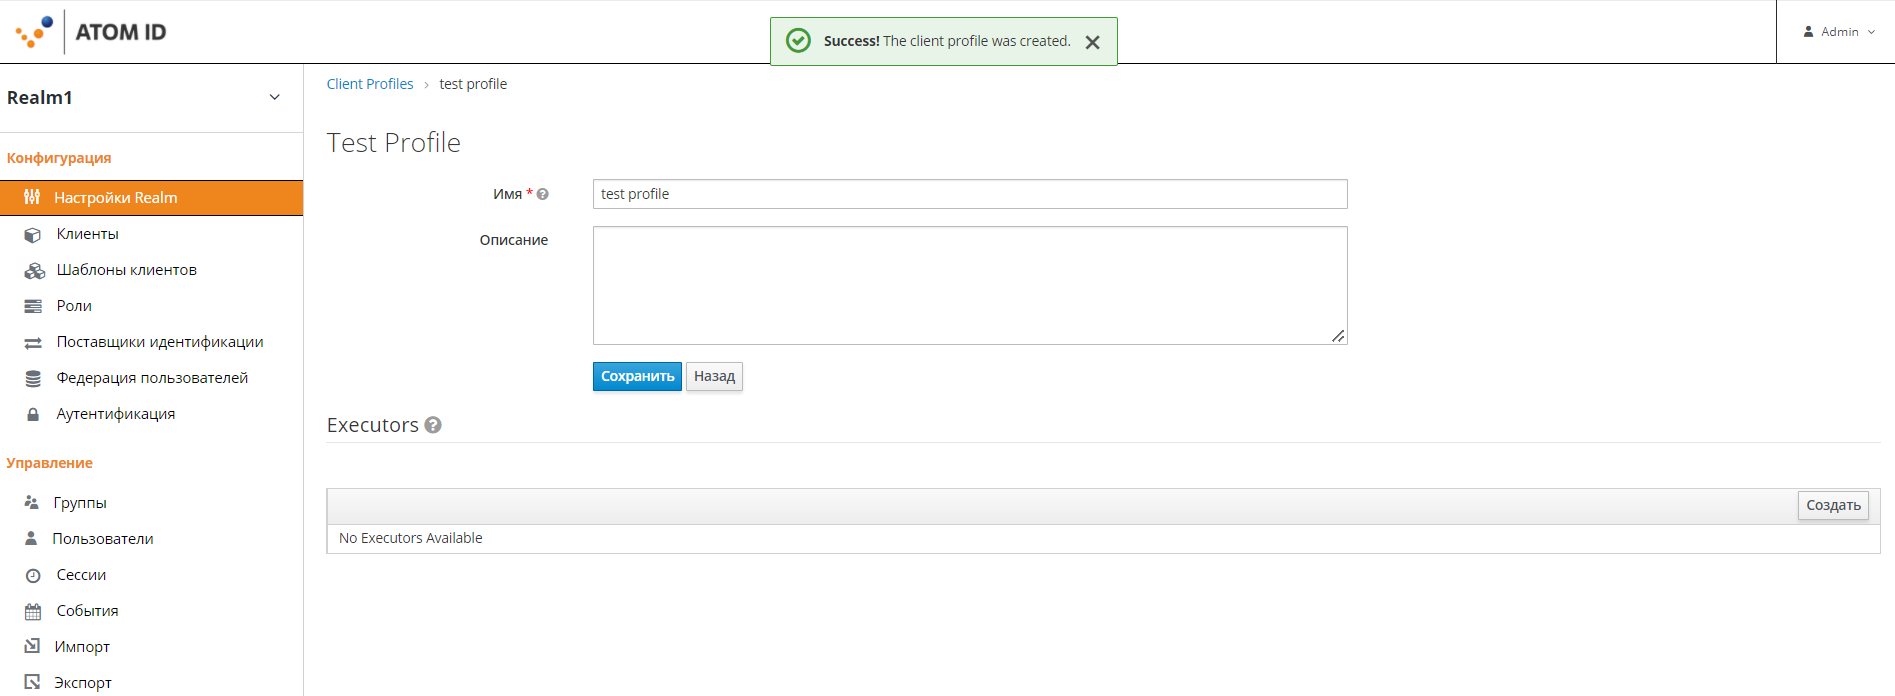 ATOM ID
Success! The client profile was created.
Admin
Realm1
Client Profiles > test profile
Test Profile
Конфигурация
Настройки Realm
Клиенты
Шаблоны клиентов
Роли
Поставщики идентификации
Федерация пользователей
Аутентификация
Управление
Группы
Пользователи
Сессии
События
Импорт
Экспорт
Имя * test profile
Описание
Сохранить Назад
Executors
Создать
No Executors Available